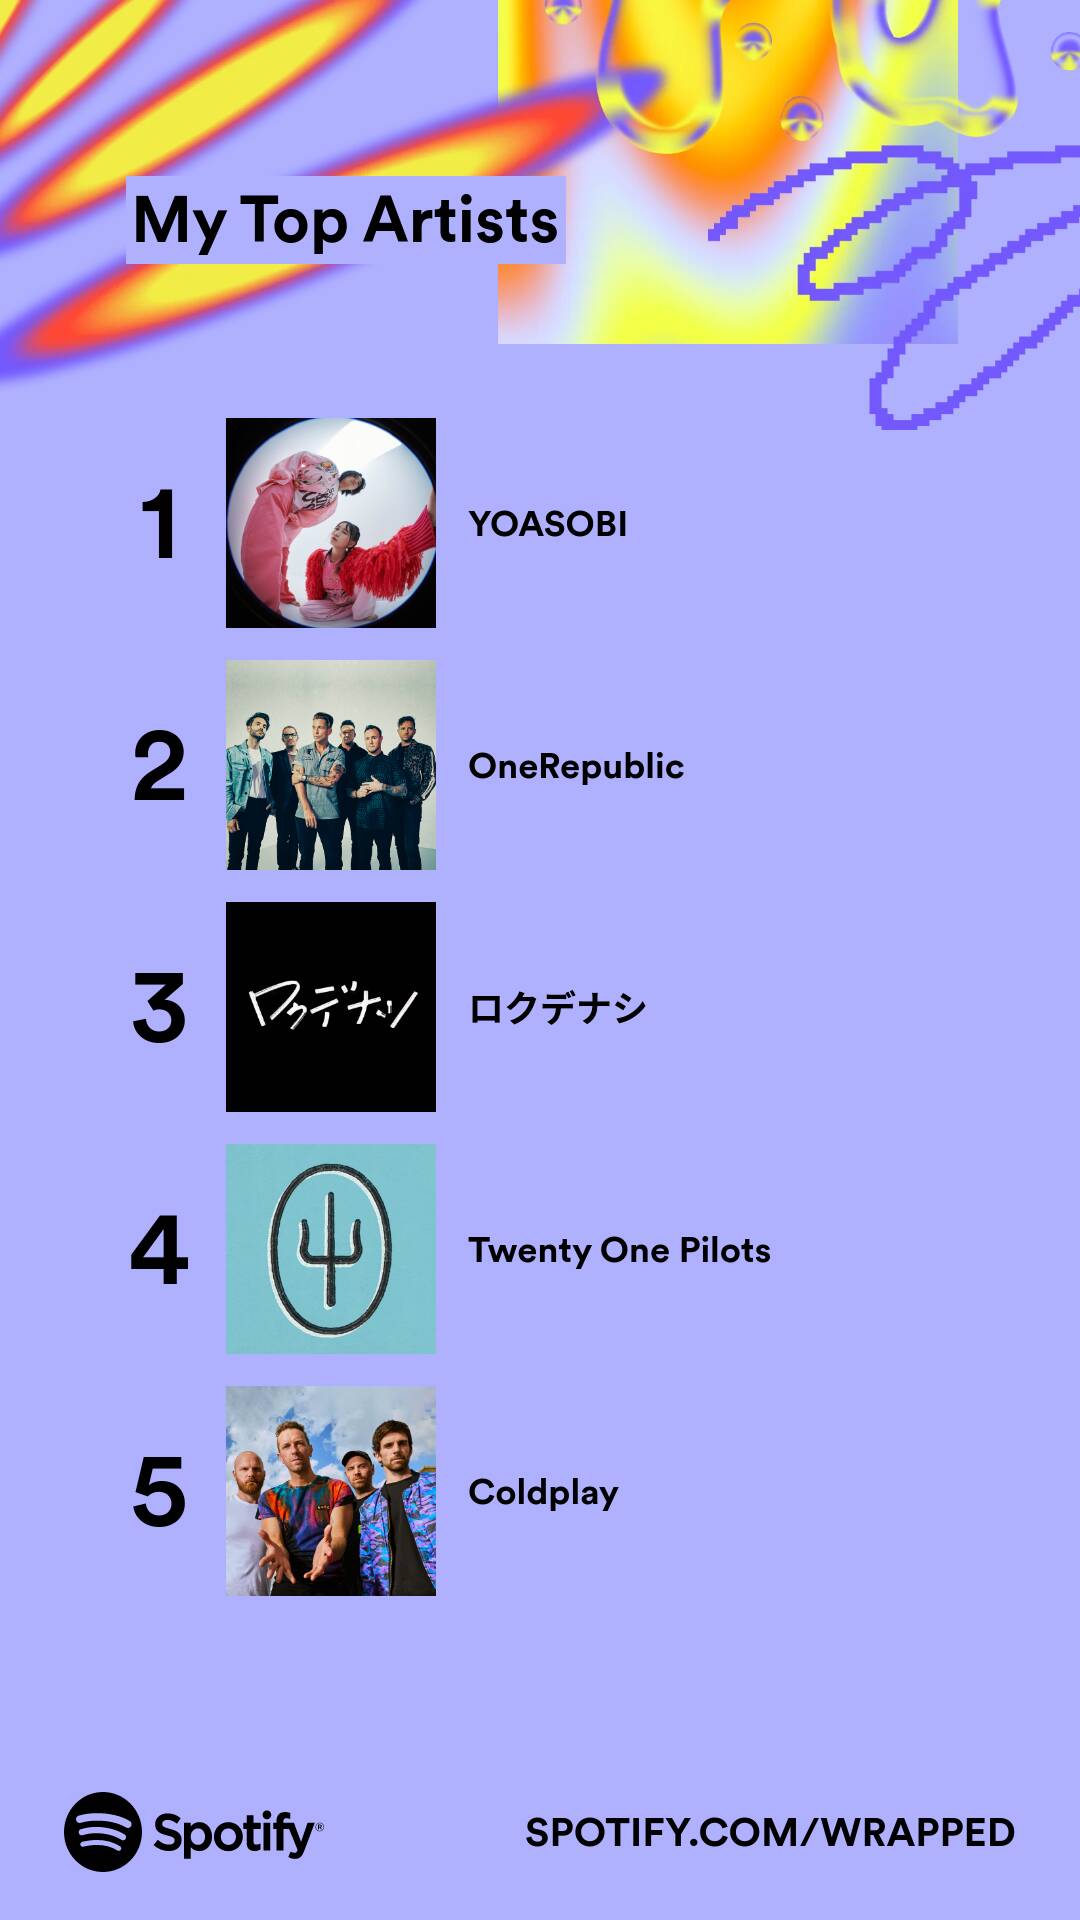 My Top Artists
1
YOASOBI
2
OneRepublic
3
ロクデナシ
ロクデナシ
4
Twenty One Pilots
5
Coldplay
Spotify®
SPOTIFY.COM/WRAPPED